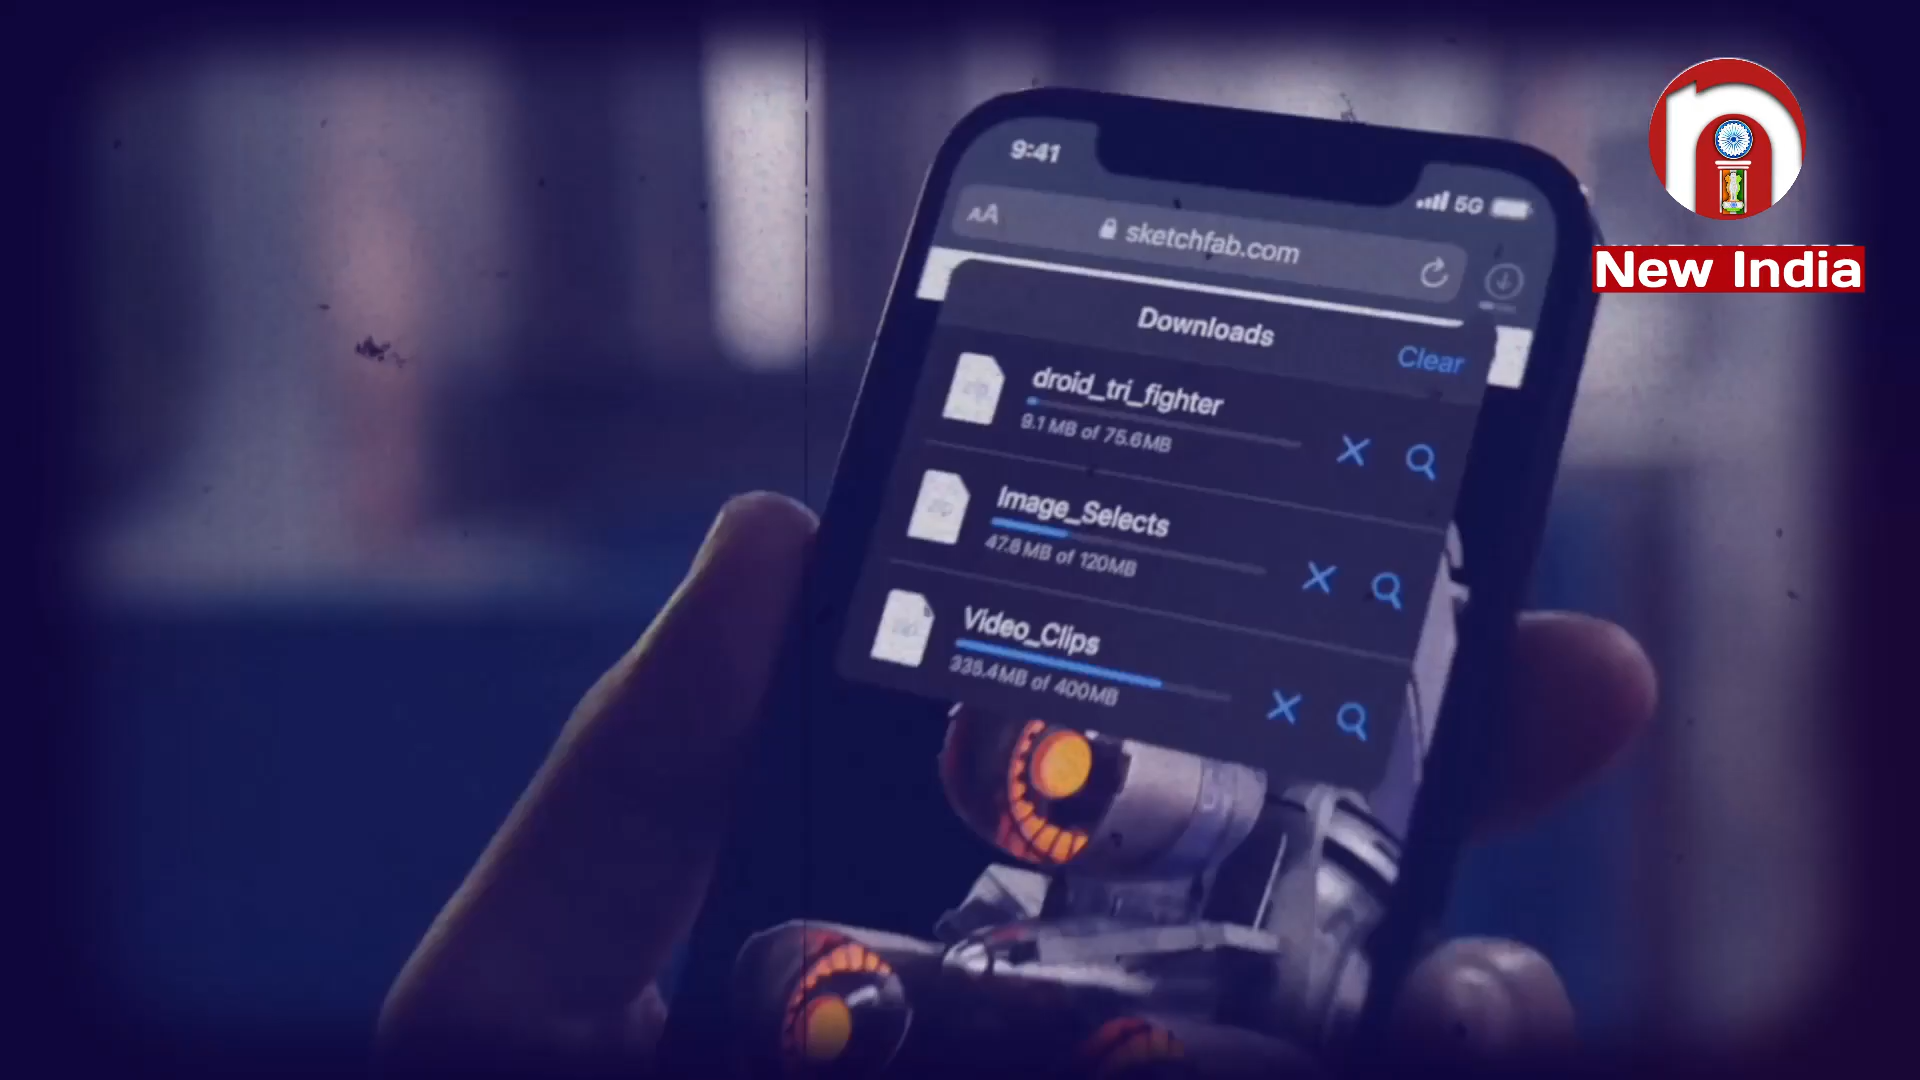 9:41
5G
AA
sketchfab.com
Downloads
Clear
droid_tri_fighter
9.1 MB of 75.6MB
Image_Selects
47.8 MB of 120MB
Video_Clips
335.4MB of 400MB
New India